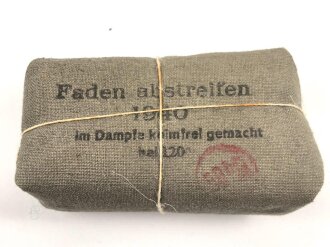 Faden abstreifen
1940
im Dampfe keimfrei gemacht
bei 120°